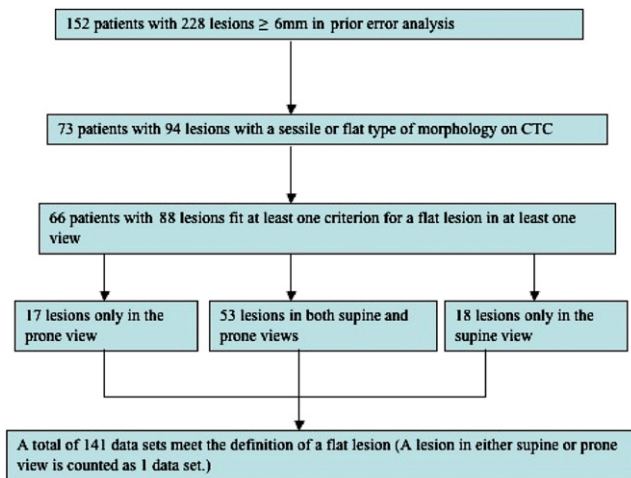 152 patients with 228 lesions ≥ 6mm in prior error analysis
73 patients with 94 lesions with a sessile or flat type of morphology on CTC
66 patients with 88 lesions fit at least one criterion for a flat lesion in at least one
view
17 lesions only in the
prone view
53 lesions in both supine and
prone views
18 lesions only in the
supine view
A total of 141 data sets meet the definition of a flat lesion (A lesion in either supine or prone
view is counted as 1 data set.)